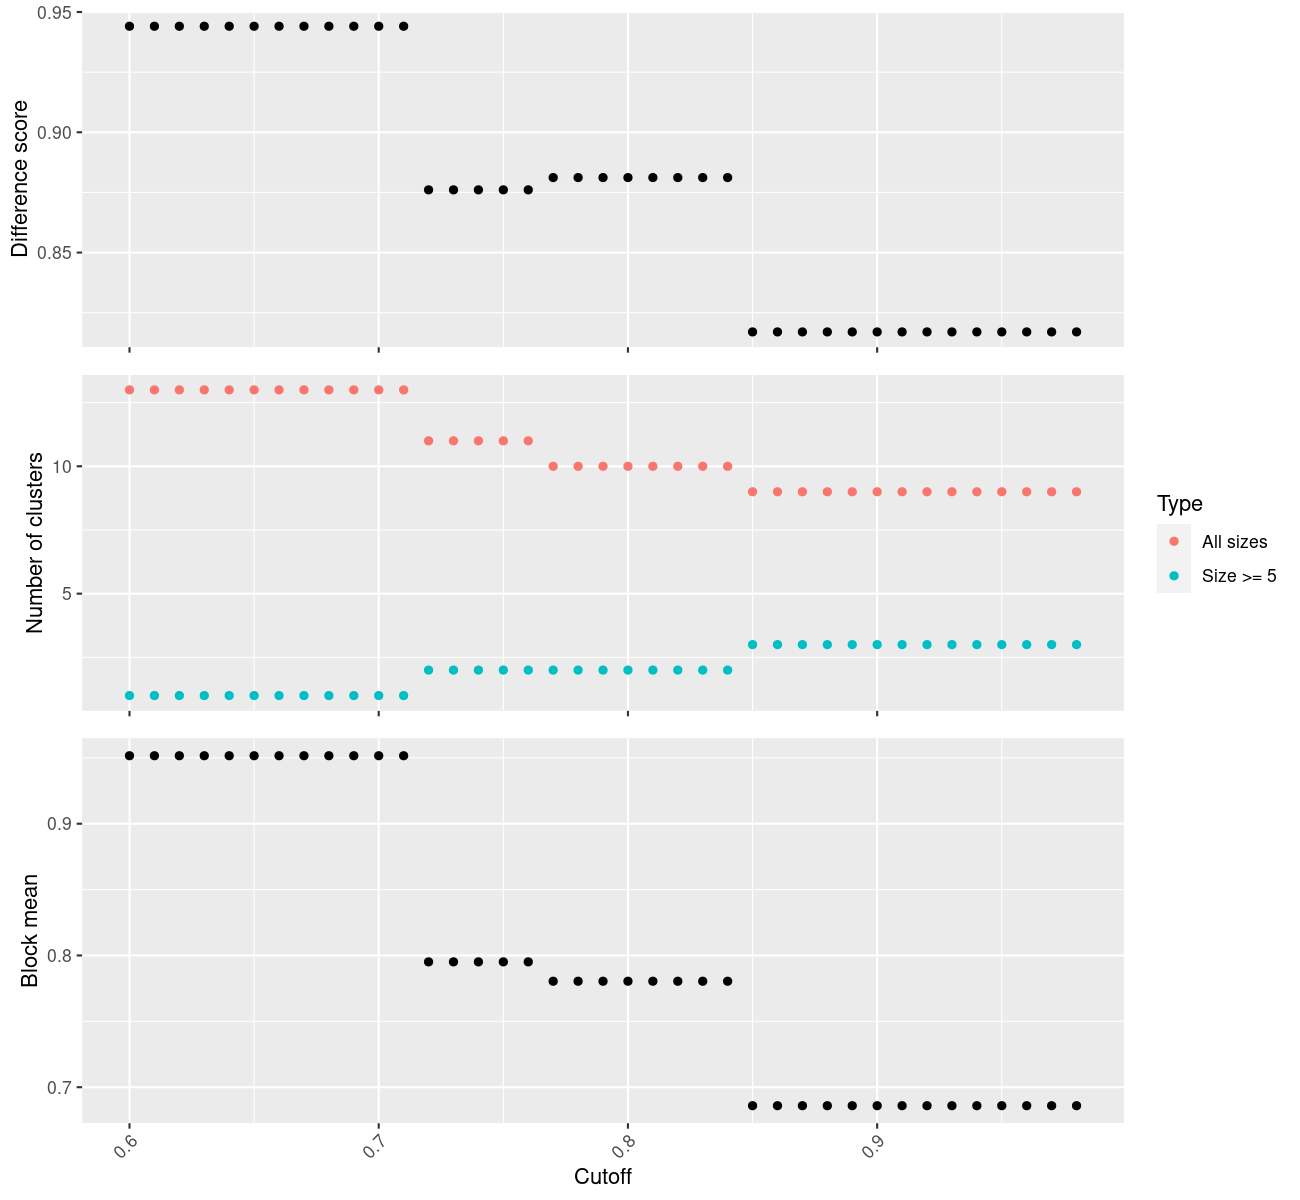 Difference score
0.95
0.90
0.85
Number of clusters
10
5
Type
All sizes
Size >= 5
Block mean
0.9
0.8
0.7
0.6 0.7 0.8 0.9
Cutoff